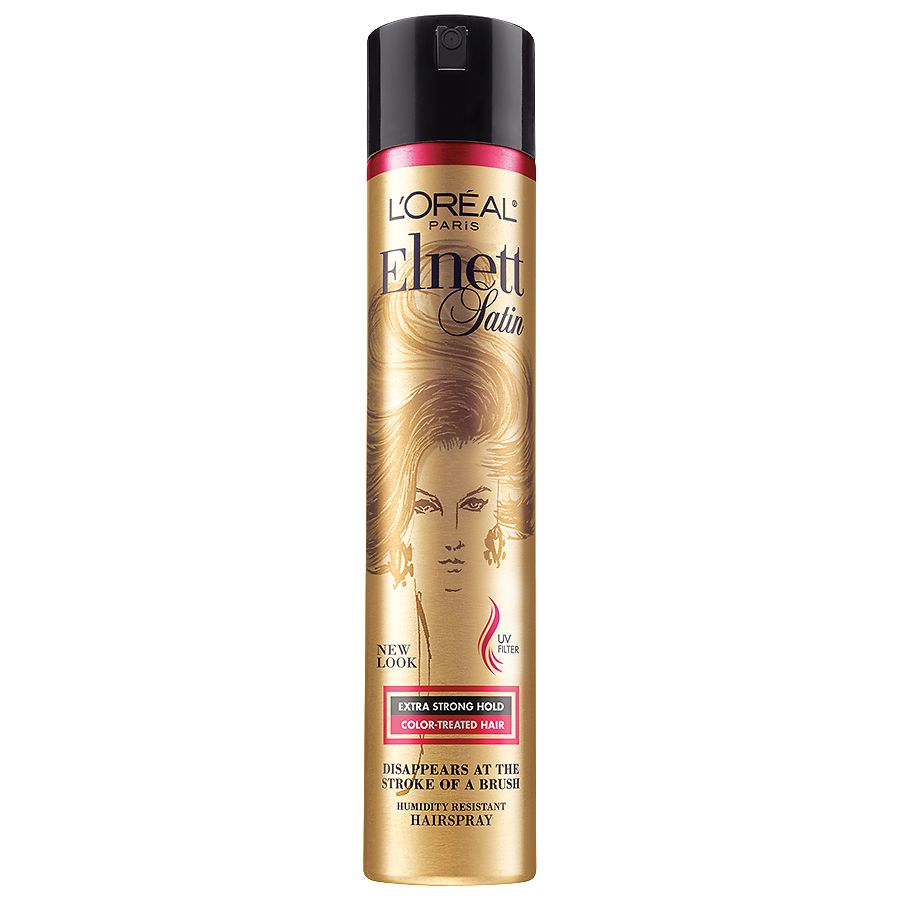 L'ORÉAL®
PARIS
Elnett
Satin
NEW
LOOK
UV
FILTER
EXTRA STRONG HOLD
COLOR-TREATED HAIR
DISAPPEARS AT THE
STROKE OF A BRUSH
HUMIDITY RESISTANT
HAIRSPRAY